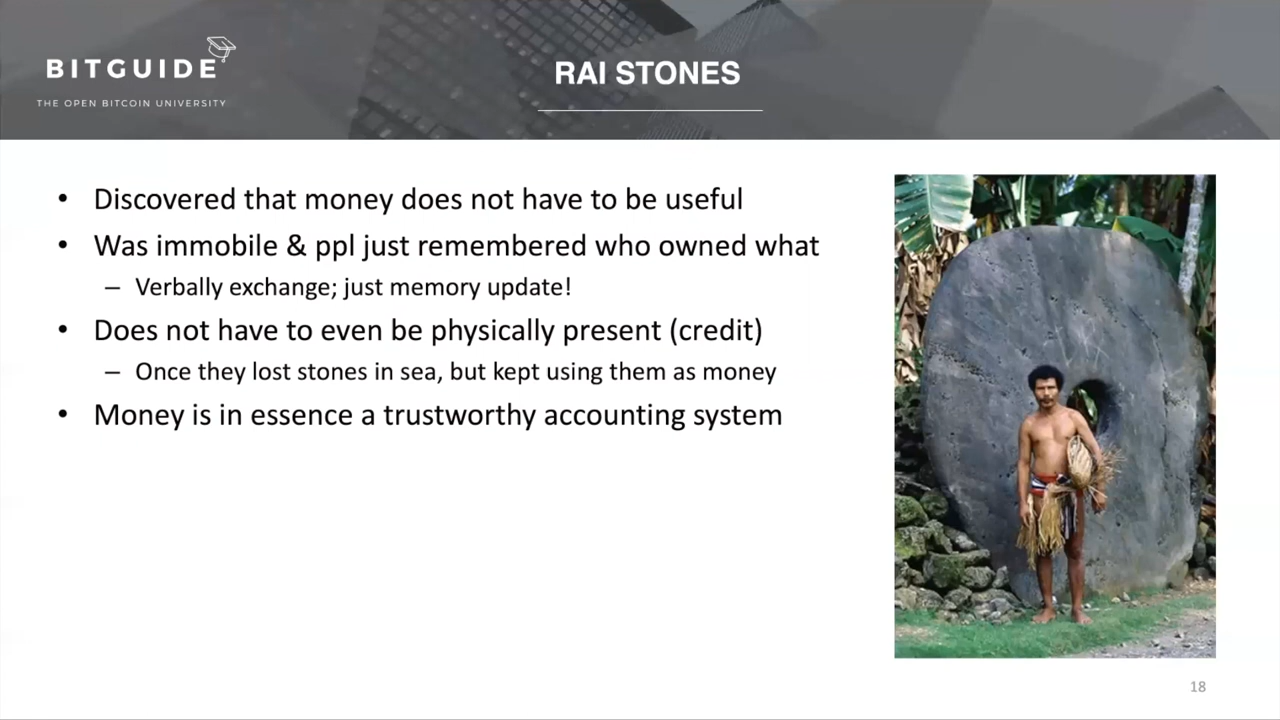 BITGUIDE
THE OPEN BITCOIN UNIVERSITY
RAI STONES
• Discovered that money does not have to be useful
• Was immobile & ppl just remembered who owned what
– Verbally exchange; just memory update!
• Does not have to even be physically present (credit)
– Once they lost stones in sea, but kept using them as money
• Money is in essence a trustworthy accounting system
18